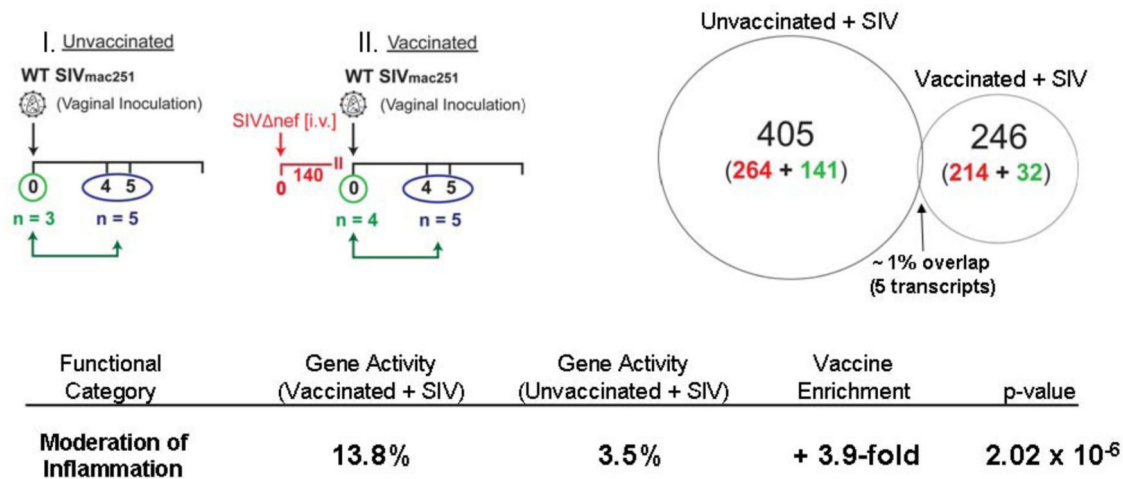 I. Unvaccinated
WT SIVmac251
(Vaginal Inoculation)
0 4 5
n = 3 n = 5
II. Vaccinated
WT SIVmac251
(Vaginal Inoculation)
SIVΔnef [i.v.]
140 II
0
0 4 5
n = 4 n = 5
Unvaccinated + SIV
Vaccinated + SIV
405
(264 + 141)
246
(214 + 32)
~1% overlap
(5 transcripts)
Functional
Category
Gene Activity
(Vaccinated + SIV)
Gene Activity
(Unvaccinated + SIV)
Vaccine
Enrichment
p-value
Moderation of
Inflammation
13.8%
3.5%
+ 3.9-fold
2.02 x 10-6